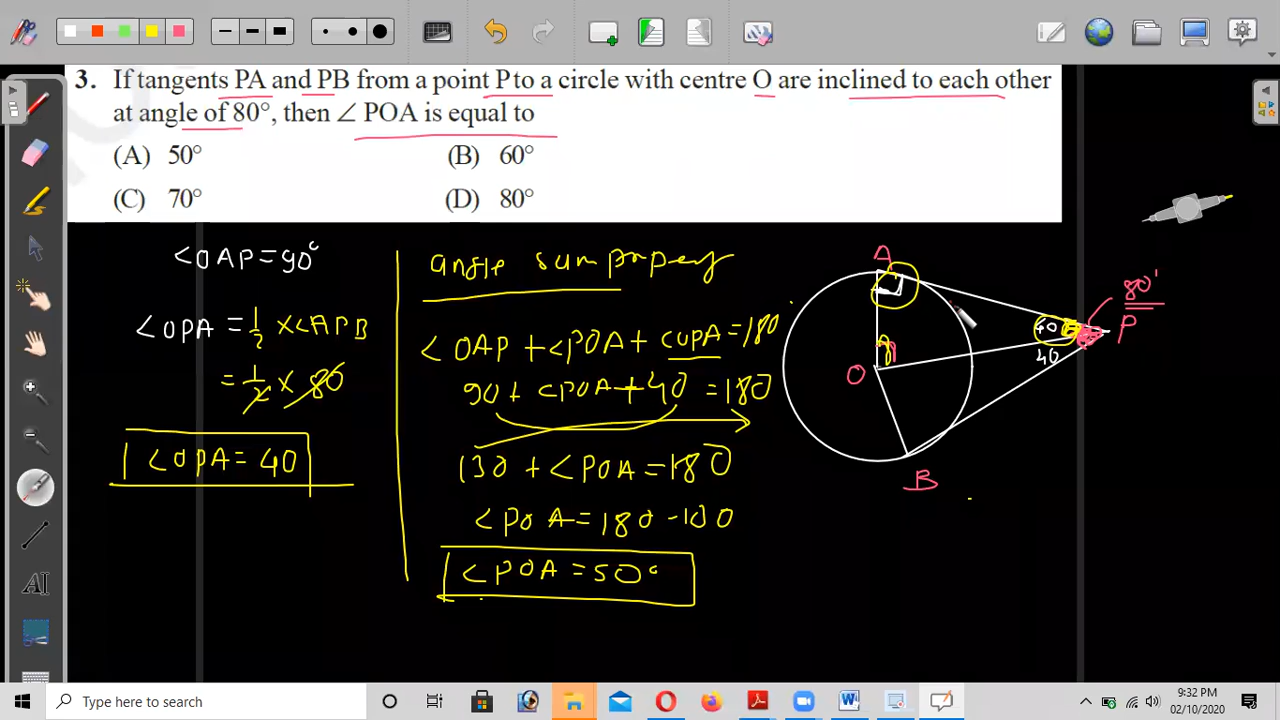 3. If tangents PA and PB from a point P to a circle with centre O are inclined to each other
at angle of 80°, then ∠ POA is equal to
(A) 50°
(B) 60°
(C) 70°
(D) 80°
<OAP=90°
<OPA = 1/2 x<APB
= 1/2 x 80
<OPA = 40
angle sum
< OAP +<POA+ <OPA=180
90+ <POA+40 =180
130 + <POA =180
<POA=180 -130
<POA =50°
A
80°
40
P
40
O
B
AI
Type here to search
9:32 PM
02/10/2020